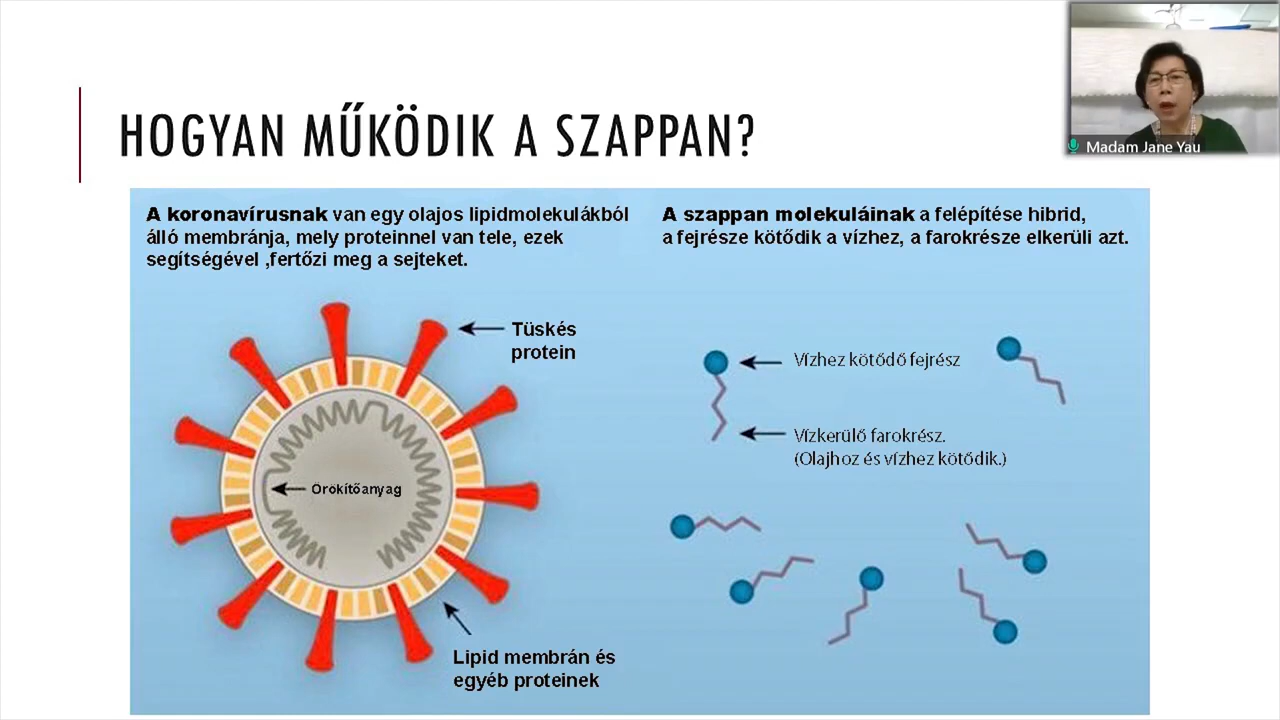 HOGYAN MŰKÖDIK A SZAPPAN?
Madam Jane Yau
A koronavírusnak van egy olajos lipidmolekulákból
álló membránja, mely proteinnel van tele, ezek
segítségével ,fertőzi meg a sejteket.
A szappan molekuláinak a felépítése hibrid,
a fejrésze kötődik a vízhez, a farokrésze elkerüli azt.
Tüskés
protein
Örökítőanyag
Lipid membrán és
egyéb proteinek
Vízhez kötődő fejrész
Vízkerülő farokrész.
(Olajhoz és vízhez kötődik.)